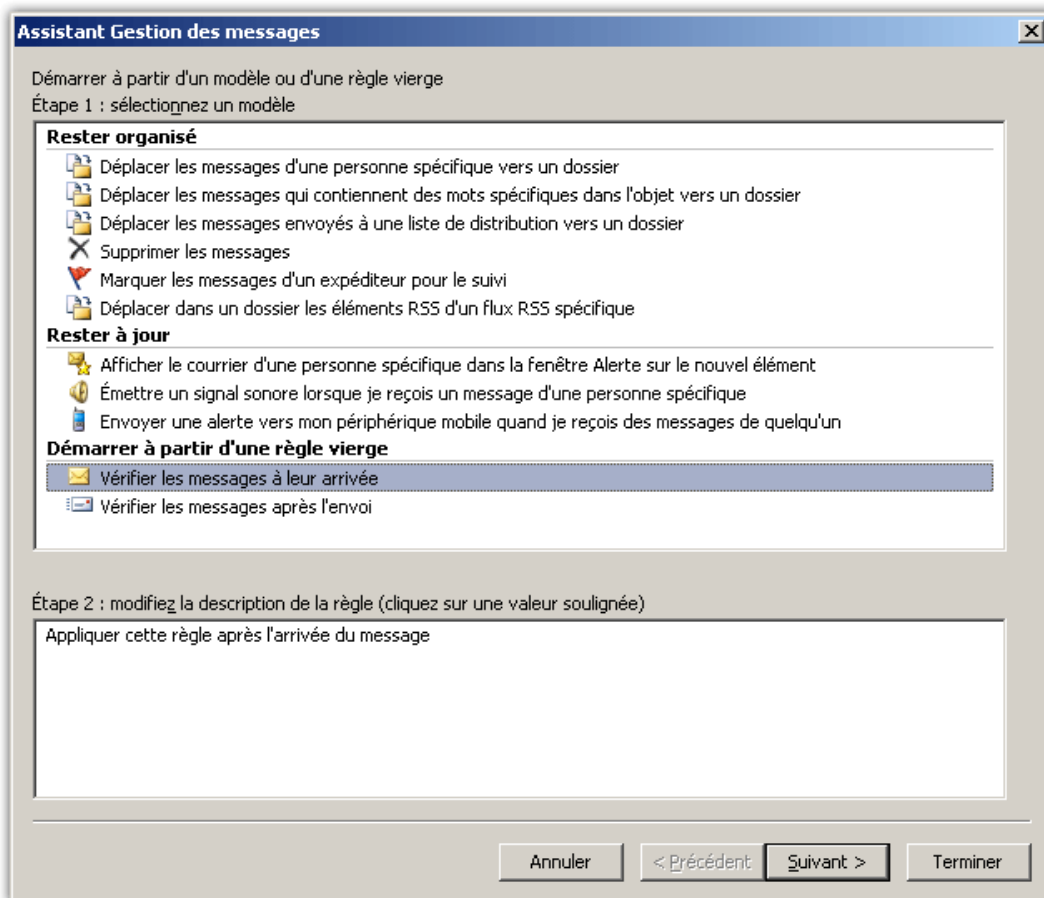 Assistant Gestion des messages
Démarrer à partir d'un modèle ou d'une règle vierge
Étape 1 : sélectionnez un modèle
Rester organisé
Déplacer les messages d'une personne spécifique vers un dossier
Déplacer les messages qui contiennent des mots spécifiques dans l'objet vers un dossier
Déplacer les messages envoyés à une liste de distribution vers un dossier
Supprimer les messages
Marquer les messages d'un expéditeur pour le suivi
Déplacer dans un dossier les éléments RSS d'un flux RSS spécifique
Rester à jour
Afficher le courrier d'une personne spécifique dans la fenêtre Alerte sur le nouvel élément
Émettre un signal sonore lorsque je reçois un message d'une personne spécifique
Envoyer une alerte vers mon périphérique mobile quand je reçois des messages de quelqu'un
Démarrer à partir d'une règle vierge
Vérifier les messages à leur arrivée
Vérifier les messages après l'envoi
Étape 2 : modifiez la description de la règle (cliquez sur une valeur soulignée)
Appliquer cette règle après l'arrivée du message
Annuler < Précédent Suivant > Terminer